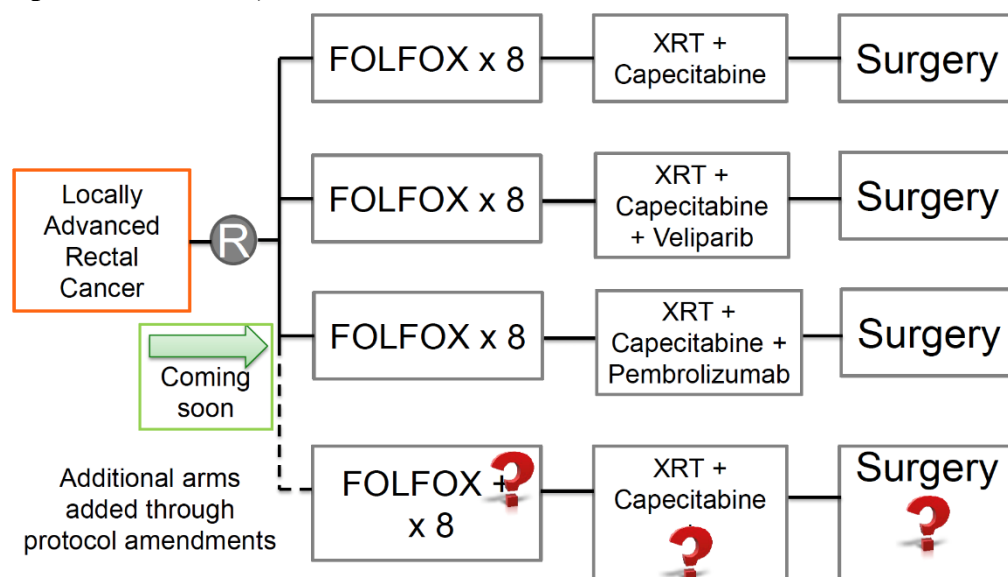 FOLFOX x 8
XRT +
Capecitabine
Surgery
FOLFOX x 8
XRT +
Capecitabine
+ Veliparib
Surgery
Locally
Advanced
Rectal
Cancer
R
FOLFOX x 8
XRT +
Capecitabine +
Pembrolizumab
Surgery
Coming
soon
Additional arms
added through
protocol amendments
FOLFOX + ?
x 8
XRT +
Capecitabine
?
Surgery
?